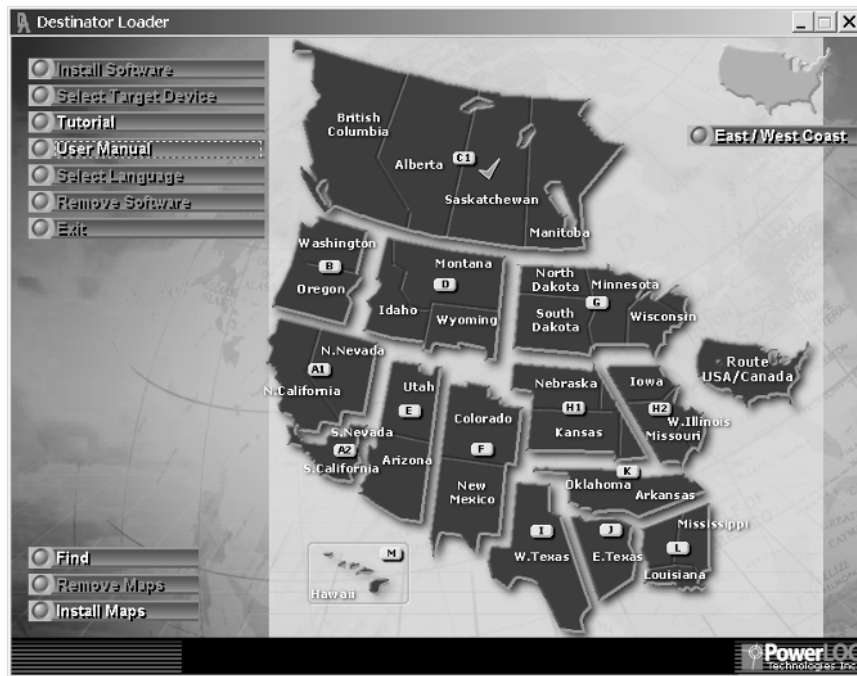 Destinator Loader
Install Software
Select Target Device
Tutorial
User Manual
Select Language
Remove Software
Exit
East / West Coast
British
Columbia
Alberta
C1
Saskatchewan
Manitoba
Washington
B
Oregon
Montana
D
Idaho
Wyoming
North
Dakota
Minnesota
G
South
Dakota
Wisconsin
N.Nevada
A1
N.California
S.Nevada
A2
S.California
Utah
E
Arizona
Colorado
F
New
Mexico
Nebraska
H1
Kansas
Iowa
H2
W.Illinois
Missouri
Route
USA/Canada
K
Oklahoma
Arkansas
I
W.Texas
J
E.Texas
Mississippi
L
Louisiana
M
Hawaii
Find
Remove Maps
Install Maps
PowerLOC
Technologies Inc